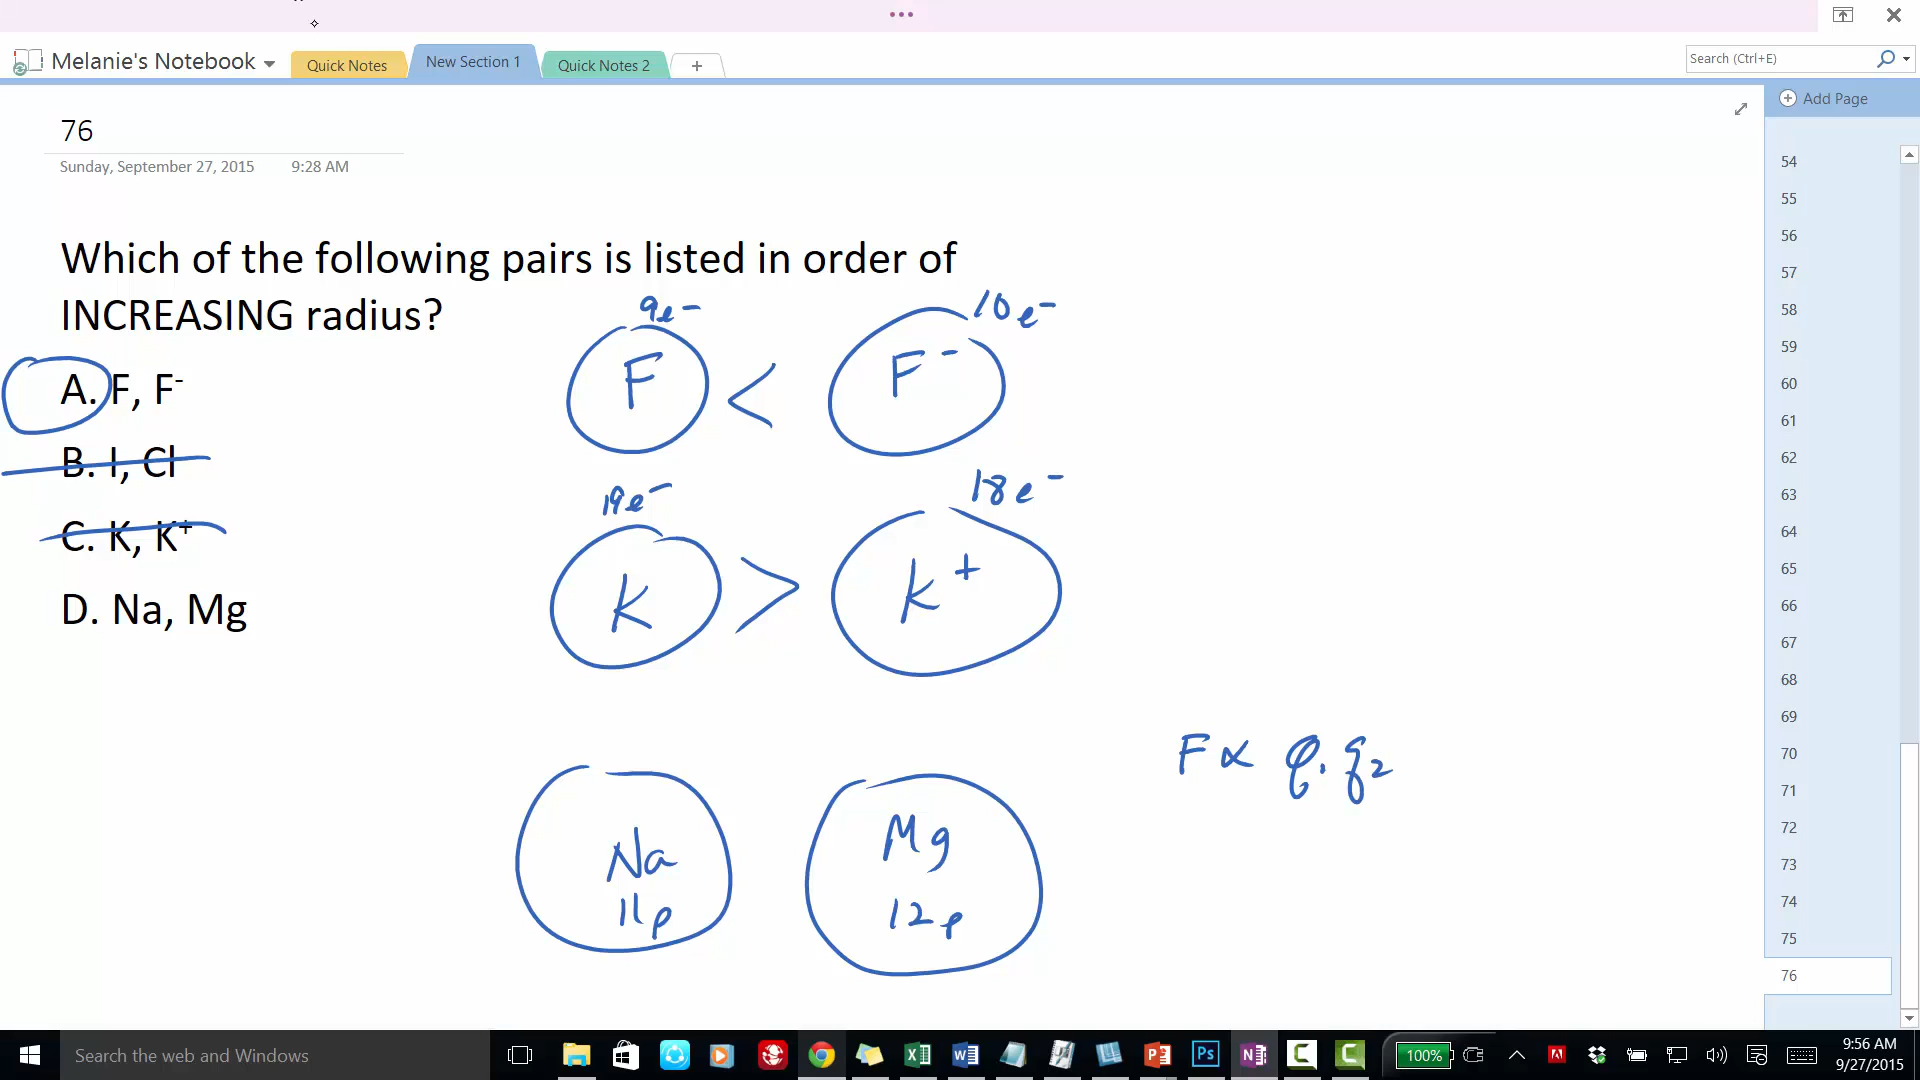 Melanie's Notebook
Quick Notes
New Section 1
Quick Notes 2
+
Search (Ctrl+E)
Add Page
76
Sunday, September 27, 2015 9:28 AM
Which of the following pairs is listed in order of
INCREASING radius?
A. F, F-
B. I, Cl
C. K, K+
D. Na, Mg
9e- 10e-
F < F-
19e- 18e-
K > K+
F ∝ q1 q2
Na Mg
11p 12p
54
55
56
57
58
59
60
61
62
63
64
65
66
67
68
69
70
71
72
73
74
75
76
Search the web and Windows
100%
9:56 AM
9/27/2015